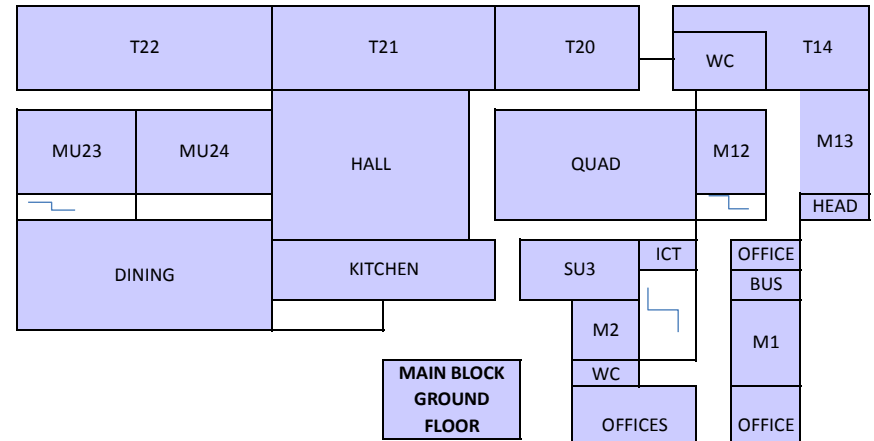 T22
T21
T20
WC
T14
MU23
MU24
HALL
QUAD
M12
M13
HEAD
DINING
KITCHEN
SU3
ICT
OFFICE
BUS
M2
M1
WC
MAIN BLOCK
GROUND
FLOOR
OFFICES
OFFICE